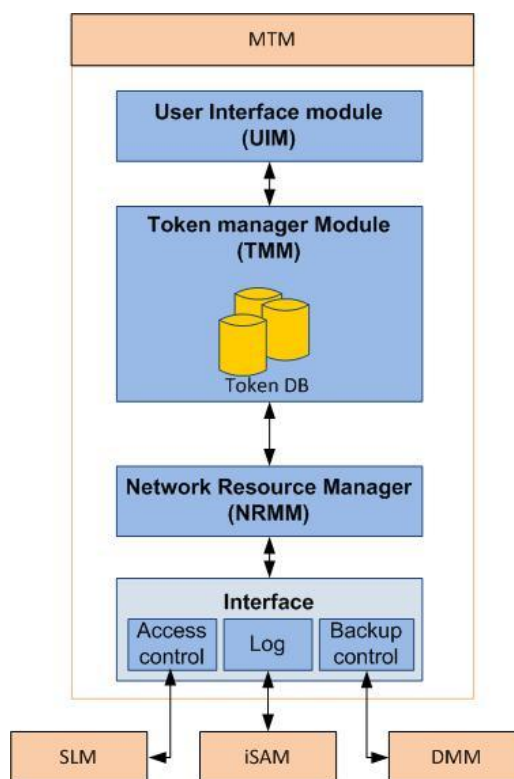 MTM
User Interface module
(UIM)
Token manager Module
(TMM)
Token DB
Network Resource Manager
(NRMM)
Interface
Access
control
Log
Backup
control
SLM
iSAM
DMM